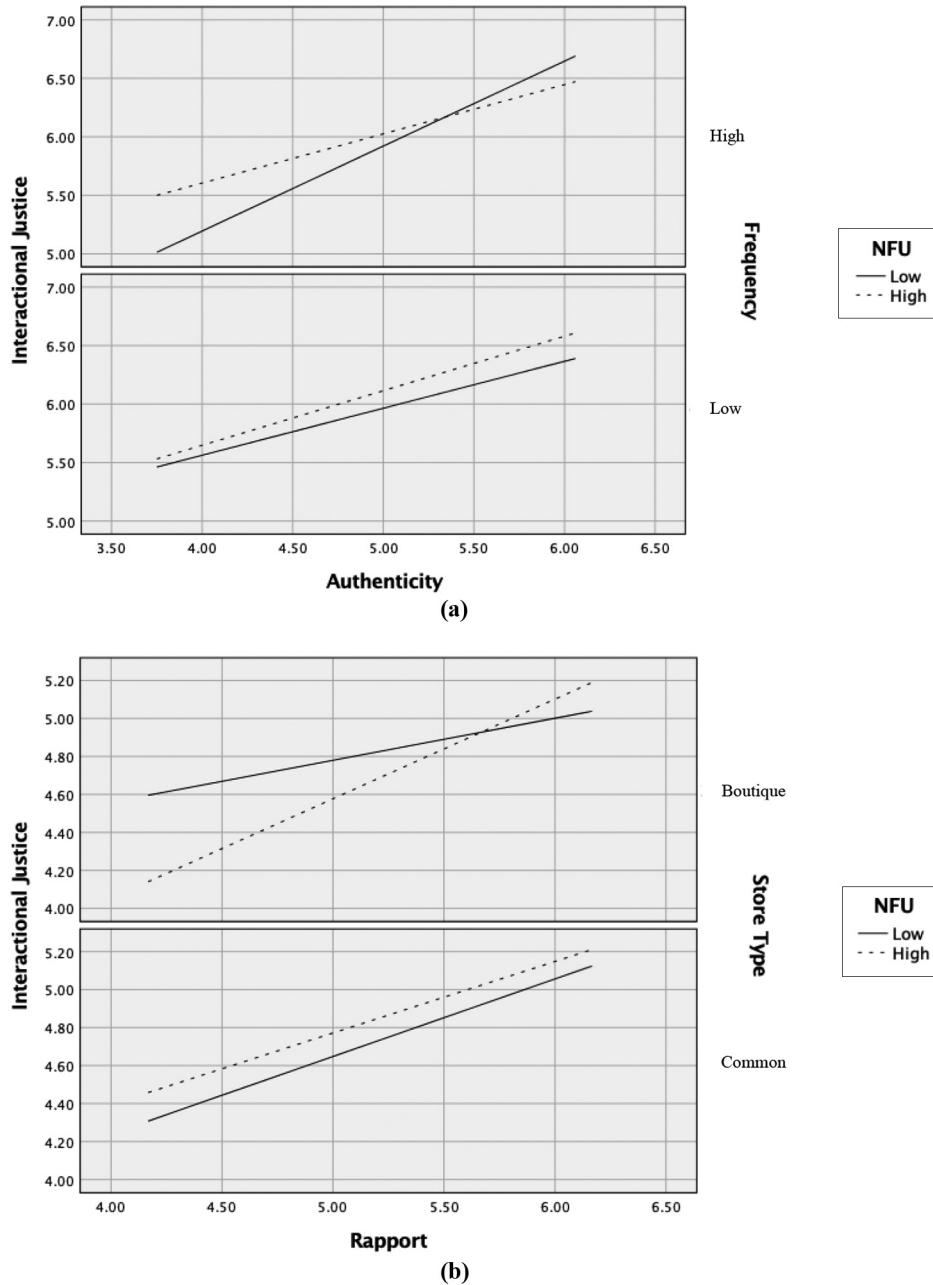 7.00
6.50
6.00
5.50
5.00
High
7.00
6.50
6.00
5.50
5.00
Low
Interactional Justice
Interactional Justice
Frequency
NFU
Low
High
3.50 4.00 4.50 5.00 5.50 6.00 6.50
Authenticity
(a)
5.20
5.00
4.80
4.60
4.40
4.20
4.00
Boutique
5.20
5.00
4.80
4.60
4.40
4.20
4.00
Common
Interactional Justice
Interactional Justice
Store Type
NFU
Low
High
4.00 4.50 5.00 5.50 6.00 6.50
Rapport
(b)